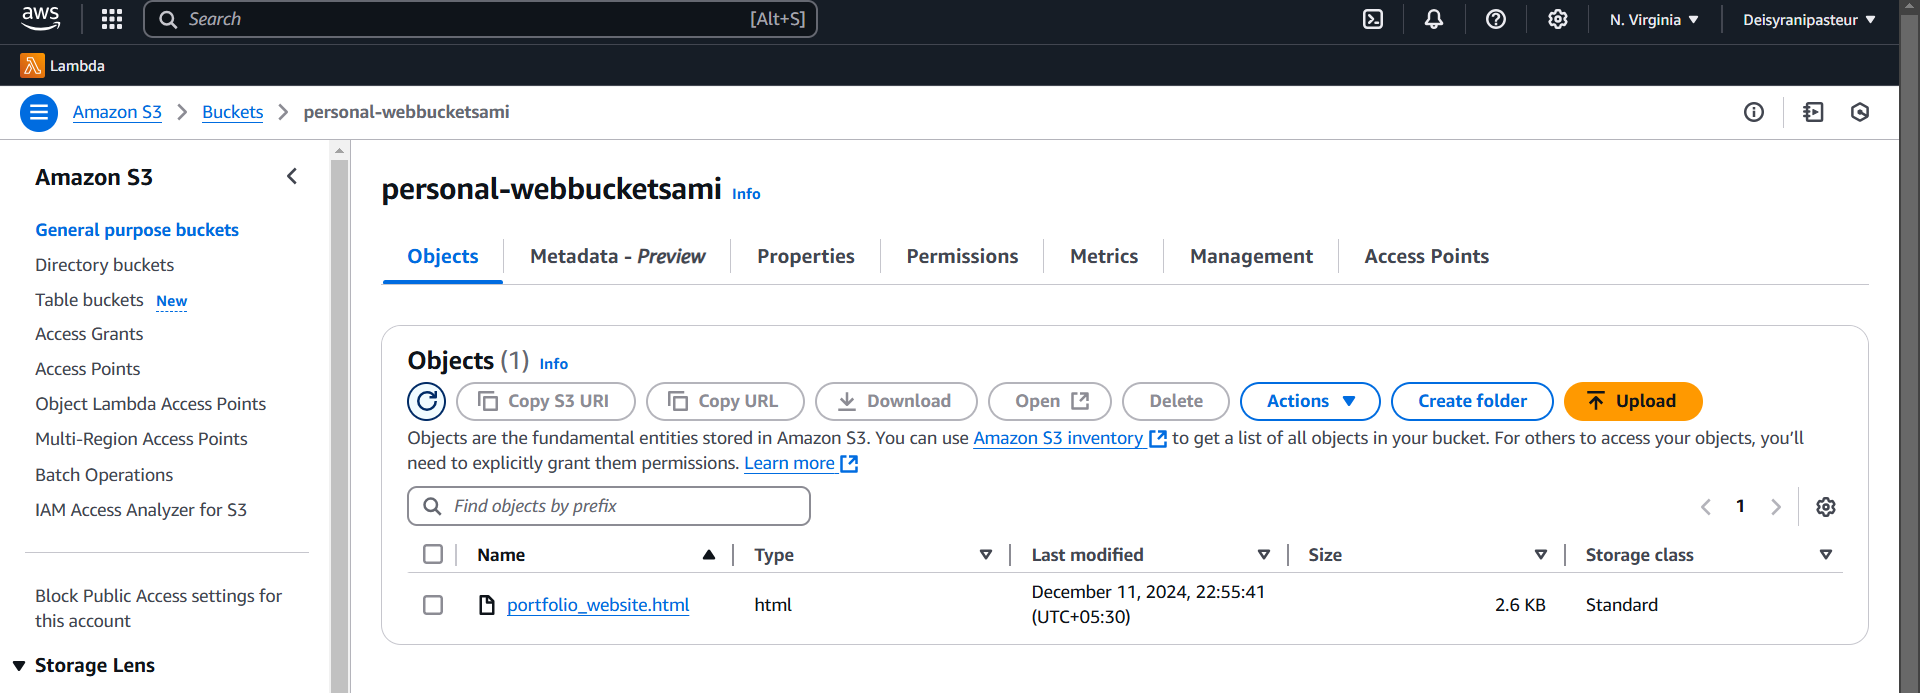 aws
Search [Alt+S]
N. Virginia
Deisyranipasteur
Lambda
Amazon S3 Buckets personal-webbucketsami
Amazon S3
General purpose buckets
Directory buckets
Table buckets New
Access Grants
Access Points
Object Lambda Access Points
Multi-Region Access Points
Batch Operations
IAM Access Analyzer for S3
Block Public Access settings for
this account
Storage Lens
personal-webbucketsami Info
Objects Metadata - Preview Properties Permissions Metrics Management Access Points
Objects (1) Info
Copy S3 URI Copy URL Download Open Delete Actions Create folder Upload
Objects are the fundamental entities stored in Amazon S3. You can use Amazon S3 inventory to get a list of all objects in your bucket. For others to access your objects, you’ll
need to explicitly grant them permissions. Learn more
Find objects by prefix
1
Name Type Last modified Size Storage class
portfolio_website.html html December 11, 2024, 22:55:41 2.6 KB Standard
(UTC+05:30)